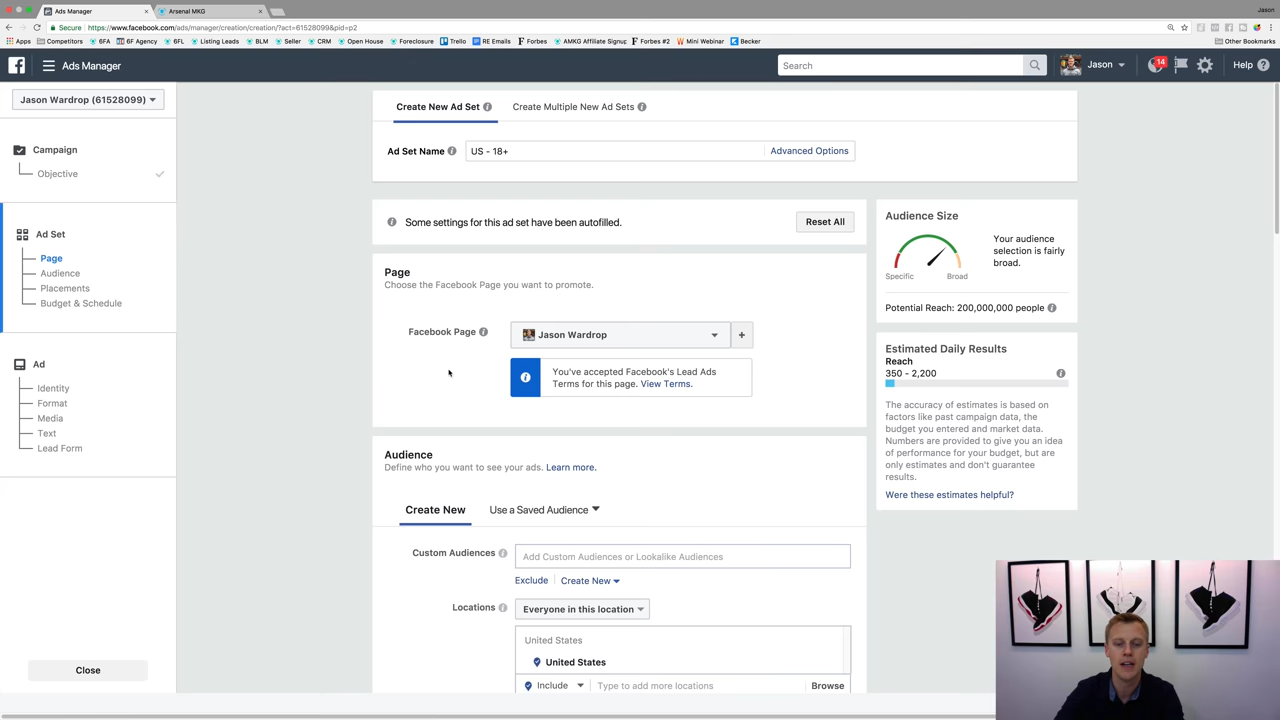 Ads Manager
Arsenal MKG
Jason
Secure
https://www.facebook.com/ads/manager/creation/creation/?act=61528099&pid=p2
Apps
Competitors
6FA
6F Agency
6FL
Listing Leads
BLM
Seller
CRM
Open House
Foreclosure
Trello
RE Emails
Forbes
AMKG Affiliate Signup
Forbes #2
Mini Webinar
Becker
Other Bookmarks
Ads Manager
Search
Jason
14
Help
Jason Wardrop (61528099)
Campaign
Objective
Ad Set
Page
Audience
Placements
Budget & Schedule
Ad
Identity
Format
Media
Text
Lead Form
Close
Create New Ad Set
Create Multiple New Ad Sets
Ad Set Name
US - 18+
Advanced Options
Some settings for this ad set have been autofilled.
Reset All
Page
Choose the Facebook Page you want to promote.
Facebook Page
Jason Wardrop
+
You've accepted Facebook's Lead Ads
Terms for this page. View Terms.
Audience
Define who you want to see your ads. Learn more.
Create New
Use a Saved Audience
Custom Audiences
Add Custom Audiences or Lookalike Audiences
Exclude
Create New
Locations
Everyone in this location
United States
United States
Include
Type to add more locations
Browse
Audience Size
Your audience
selection is fairly
broad.
Specific
Broad
Potential Reach: 200,000,000 people
Estimated Daily Results
Reach
350 - 2,200
The accuracy of estimates is based on
factors like past campaign data, the
budget you entered and market data.
Numbers are provided to give you an idea
of performance for your budget, but are
only estimates and don't guarantee
results.
Were these estimates helpful?